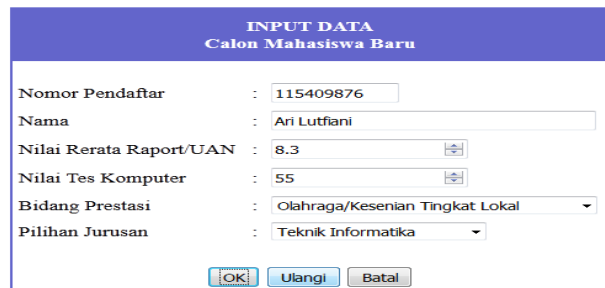 INPUT DATA
Calon Mahasiswa Baru
Nomor Pendaftar : 115409876
Nama : Ari Lutfiani
Nilai Rerata Raport/UAN : 8.3
Nilai Tes Komputer : 55
Bidang Prestasi : Olahraga/Kesenian Tingkat Lokal
Pilihan Jurusan : Teknik Informatika
OK Ulangi Batal